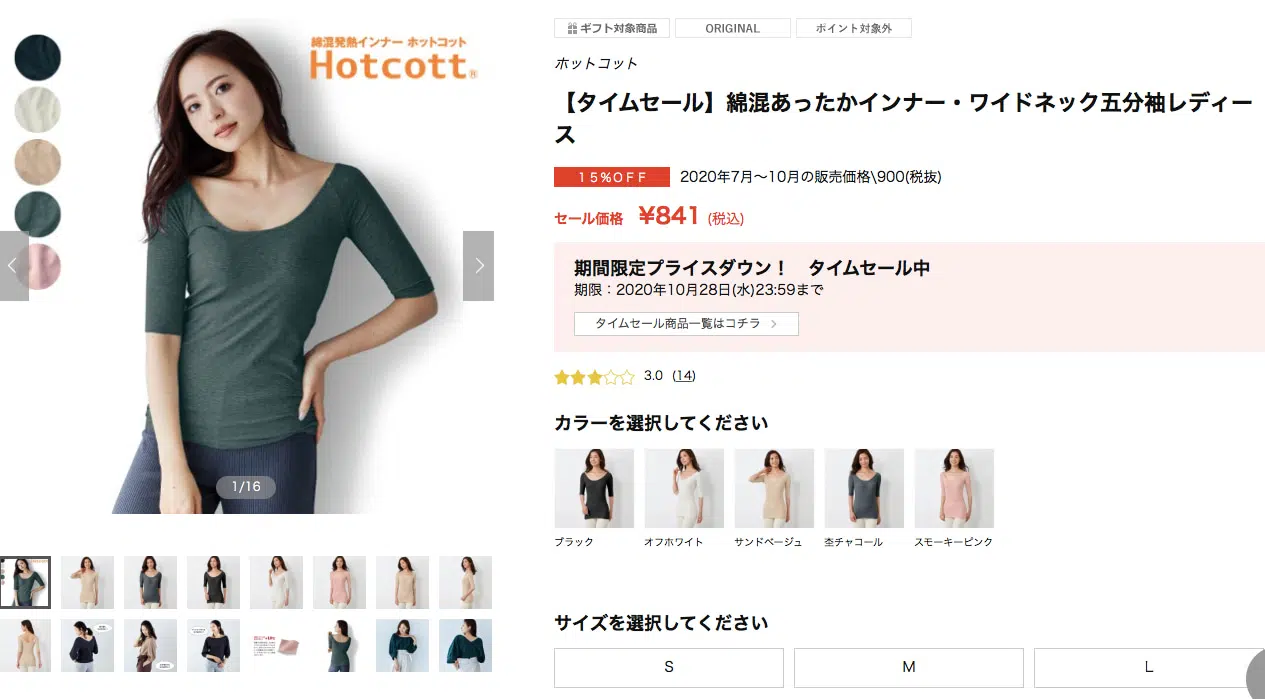 綿混発熱インナー ホットコット
Hotcott®
1/16
ギフト対象商品
ORIGINAL
ポイント対象外
ホットコット
【タイムセール】綿混あったかインナー・ワイドネック五分袖レディー
ス
15%OFF
2020年7月〜10月の販売価格\900(税抜)
セール価格 ¥841 (税込)
期間限定プライスダウン！ タイムセール中
期限：2020年10月28日(水)23:59まで
タイムセール商品一覧はコチラ
3.0 (14)
カラーを選択してください
ブラック
オフホワイト
サンドベージュ
杢チャコール
スモーキーピンク
サイズを選択してください
S
M
L